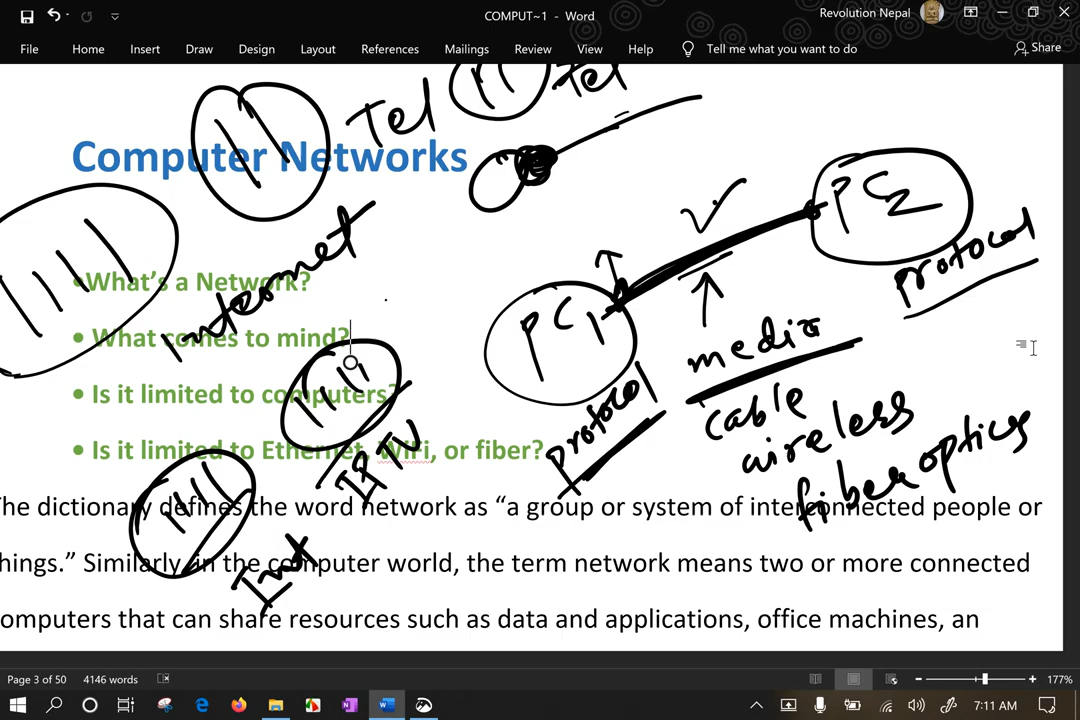 COMPUT~1 - Word
Revolution Nepal
File Home Insert Draw Design Layout References Mailings Review View Help Tell me what you want to do Share
Tel Tel
Computer Networks
PC2
protocol
• What's a Network?
Internet
PC1
• What comes to mind?
media
• Is it limited to computers?
protocol
cable
wireless
fiber optics
• Is it limited to Ethernet, WiFi, or fiber?
IPTV
The dictionary defines the word network as "a group or system of interconnected people or
things." Similarly, in the computer world, the term network means two or more connected
Int
computers that can share resources such as data and applications, office machines, an
Page 3 of 50 4146 words 177%
7:11 AM